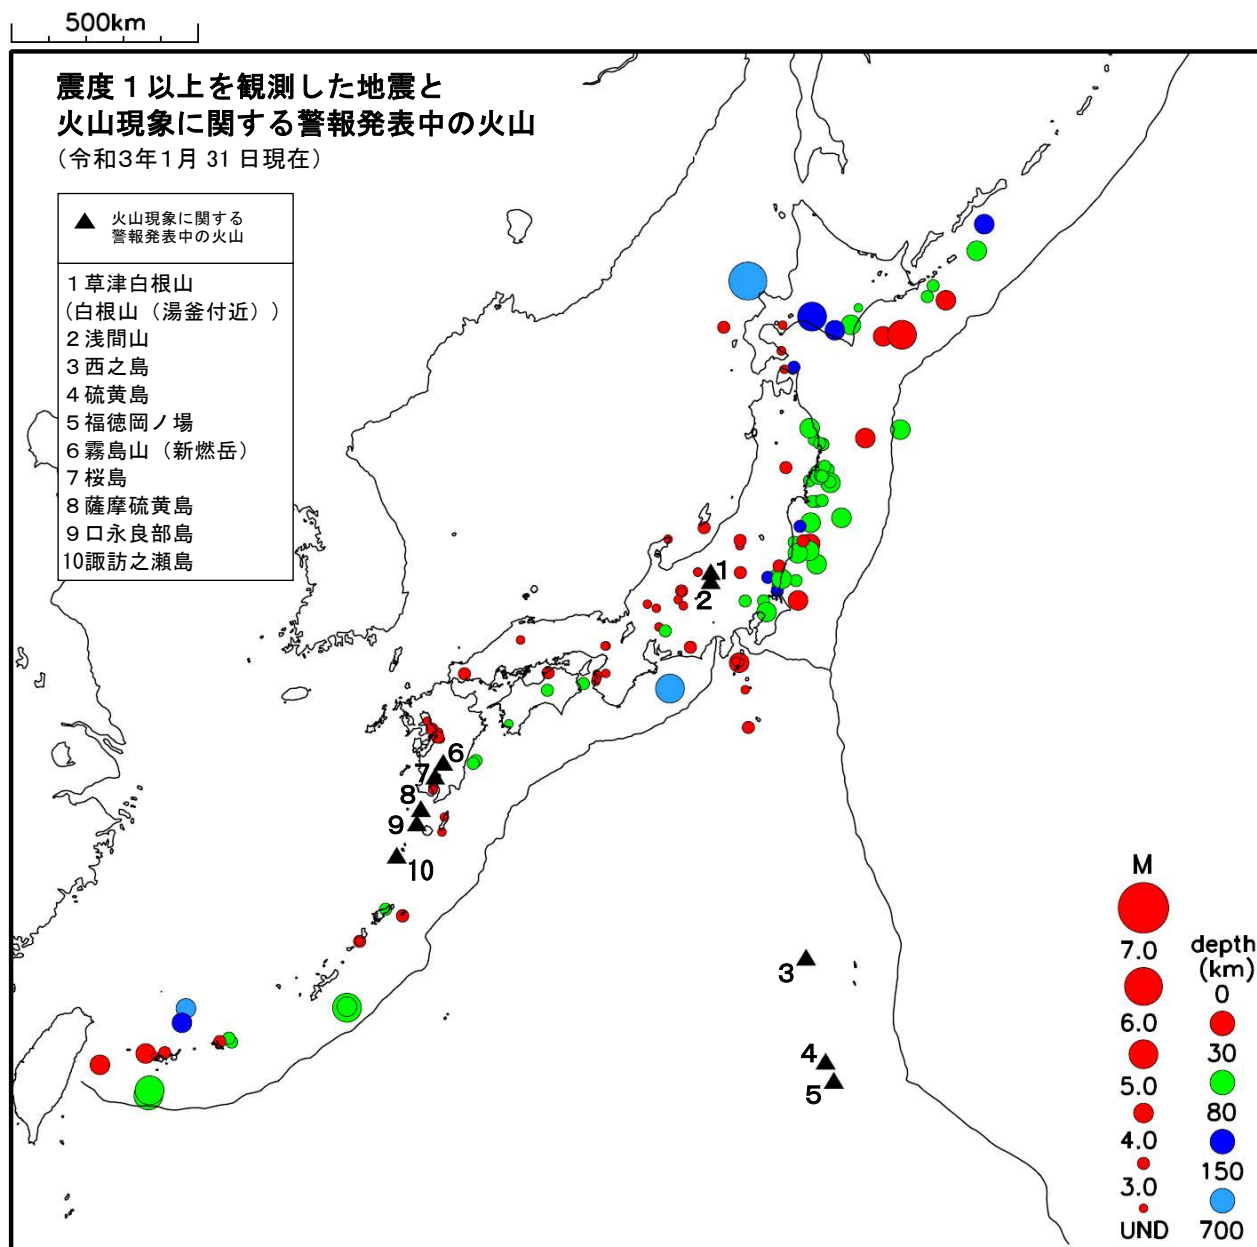 500km
震度１以上を観測した地震と
火山現象に関する警報発表中の火山
（令和3年1月 31 日現在）
▲ 火山現象に関する
警報発表中の火山
1 草津白根山
(白根山（湯釜付近））
2 浅間山
3 西之島
4 硫黄島
5 福徳岡ノ場
6 霧島山（新燃岳）
7 桜島
8 薩摩硫黄島
9 口永良部島
10 諏訪之瀬島
1
2
6
7
8
9
10
3
4
5
M
7.0
6.0
5.0
4.0
3.0
UND
depth
(km)
0
30
80
150
700